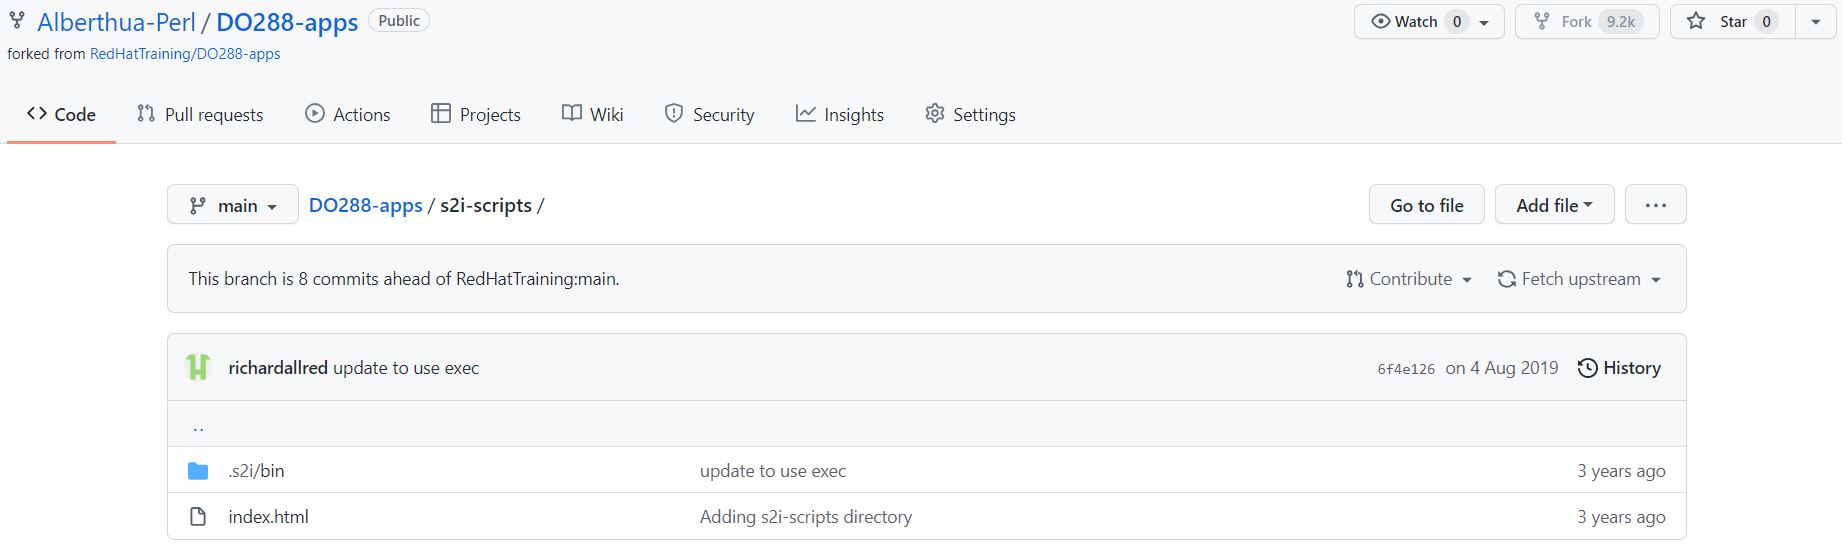 Alberthua-Perl / DO288-apps Public Watch 0 Fork 9.2k Star 0
forked from RedHatTraining/DO288-apps
Code Pull requests Actions Projects Wiki Security Insights Settings
main DO288-apps / s2i-scripts / Go to file Add file ...
This branch is 8 commits ahead of RedHatTraining:main. Contribute Fetch upstream
richardallred update to use exec 6f4e126 on 4 Aug 2019 History
..
.s2i/bin update to use exec 3 years ago
index.html Adding s2i-scripts directory 3 years ago